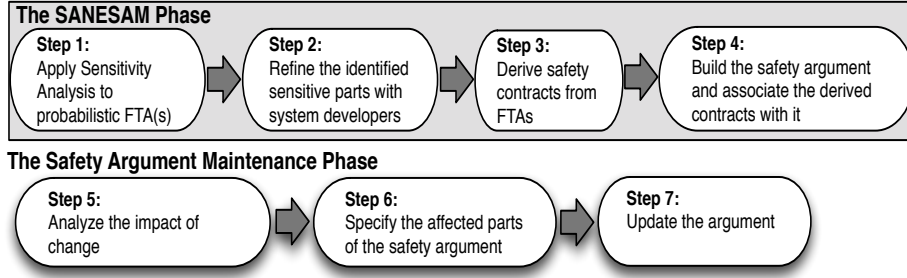 The SANESAM Phase
Step 1:
Apply Sensitivity
Analysis to
probabilistic FTA(s)
Step 2:
Refine the identified
sensitive parts with
system developers
Step 3:
Derive safety
contracts from
FTAs
Step 4:
Build the safety argument
and associate the derived
contracts with it
The Safety Argument Maintenance Phase
Step 5:
Analyze the impact of
change
Step 6:
Specify the affected parts
of the safety argument
Step 7:
Update the argument